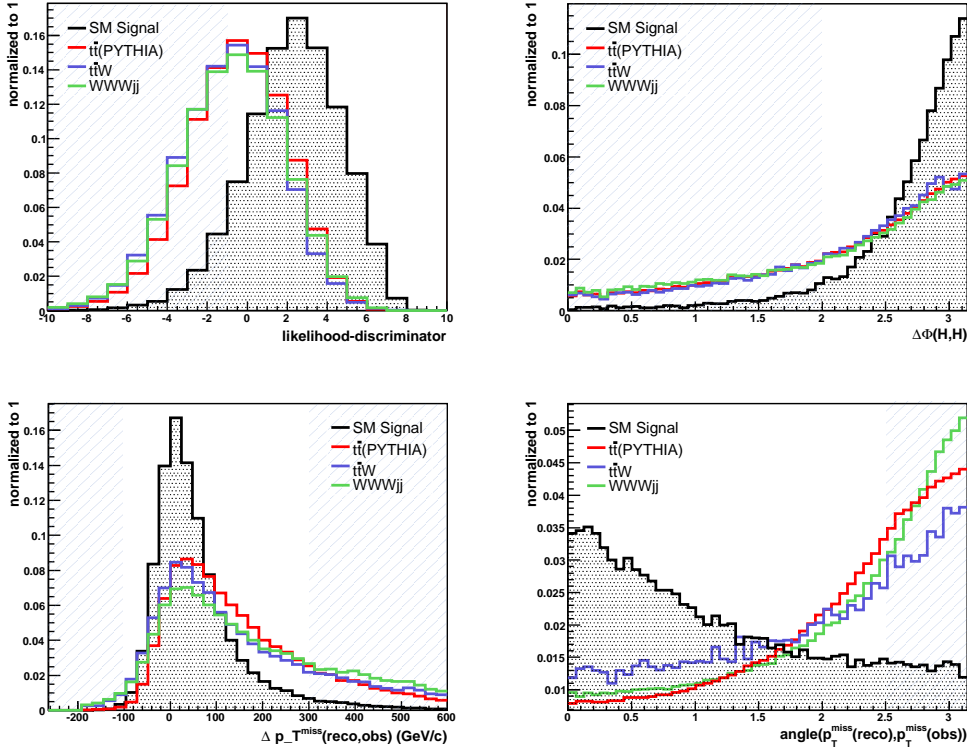 normalized to 1
SM Signal
tt̄(PYTHIA)
tt̄W
WWWjj
0.16
0.14
0.12
0.1
0.08
0.06
0.04
0.02
0
-10 -8 -6 -4 -2 0 2 4 6 8 10
likelihood-discriminator
normalized to 1
SM Signal
tt̄(PYTHIA)
tt̄W
WWWjj
0.1
0.08
0.06
0.04
0.02
0
0 0.5 1 1.5 2 2.5 3
ΔΦ(H,H)
normalized to 1
SM Signal
tt̄(PYTHIA)
tt̄W
WWWjj
0.16
0.14
0.12
0.1
0.08
0.06
0.04
0.02
0
-200 -100 0 100 200 300 400 500 600
Δ p_T^miss(reco,obs) (GeV/c)
normalized to 1
SM Signal
tt̄(PYTHIA)
tt̄W
WWWjj
0.05
0.045
0.04
0.035
0.03
0.025
0.02
0.015
0.01
0 0.5 1 1.5 2 2.5 3
angle(p_T^miss(reco),p_T^miss(obs))